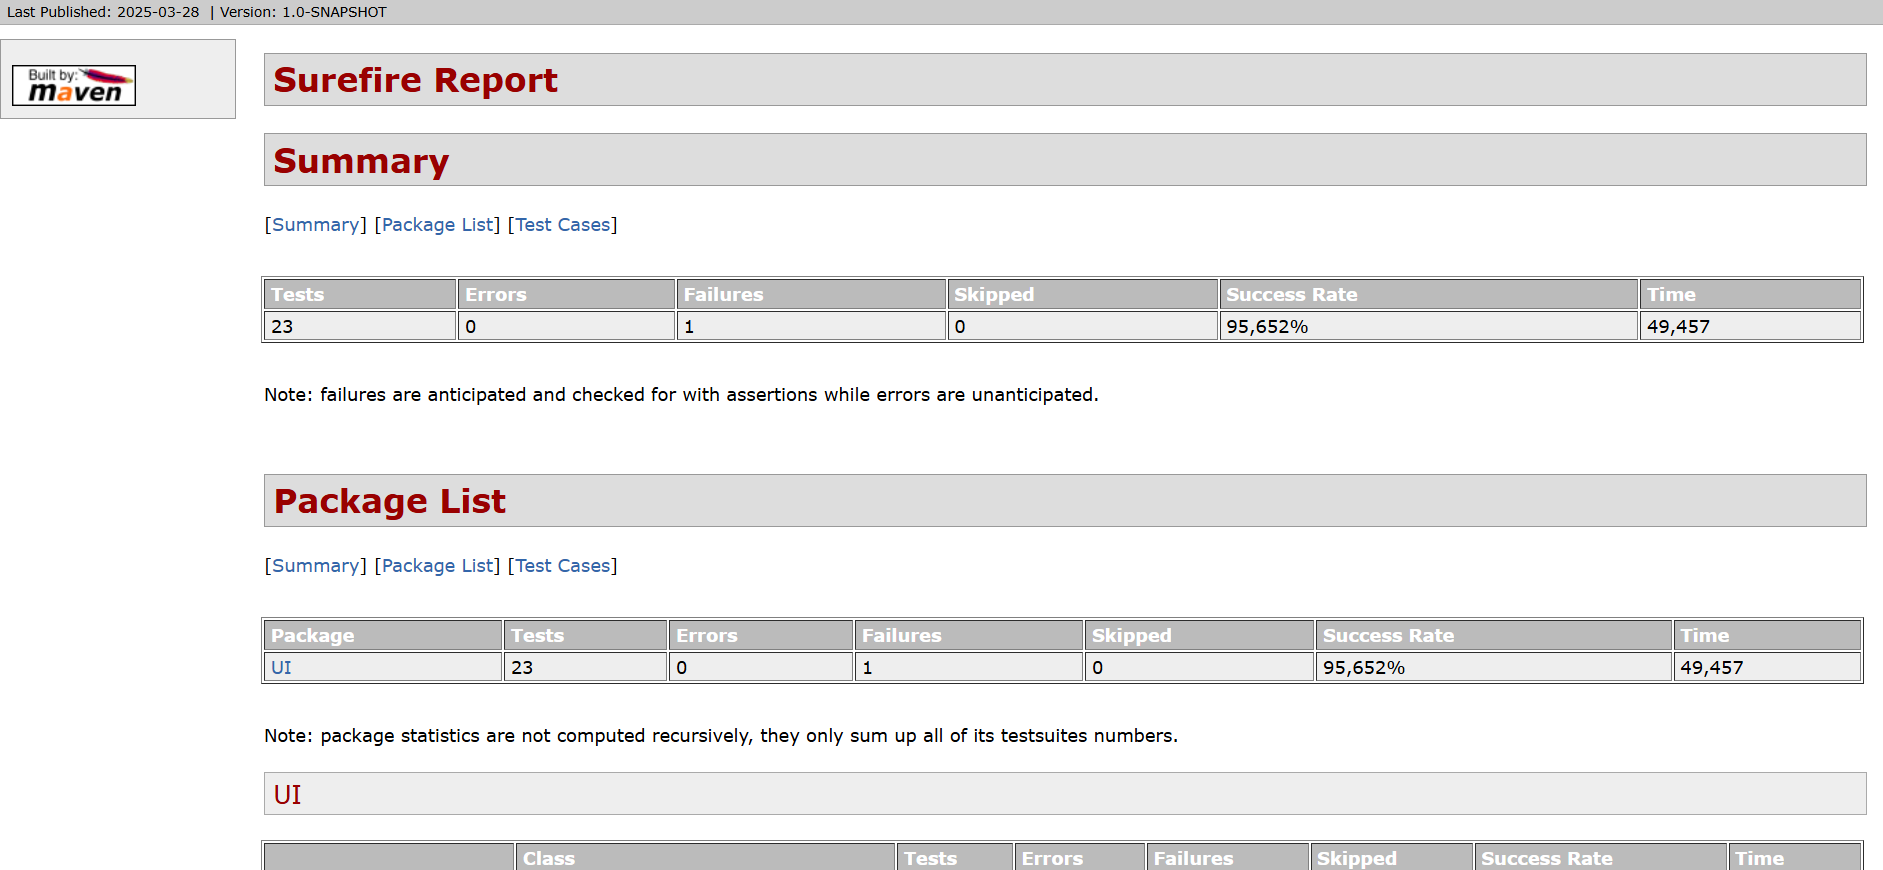 Last Published: 2025-03-28 | Version: 1.0-SNAPSHOT
Built by:
maven
Surefire Report
Summary
[Summary] [Package List] [Test Cases]
Tests Errors Failures Skipped Success Rate Time
23 0 1 0 95,652% 49,457
Note: failures are anticipated and checked for with assertions while errors are unanticipated.
Package List
[Summary] [Package List] [Test Cases]
Package Tests Errors Failures Skipped Success Rate Time
UI 23 0 1 0 95,652% 49,457
Note: package statistics are not computed recursively, they only sum up all of its testsuites numbers.
UI
Class Tests Errors Failures Skipped Success Rate Time